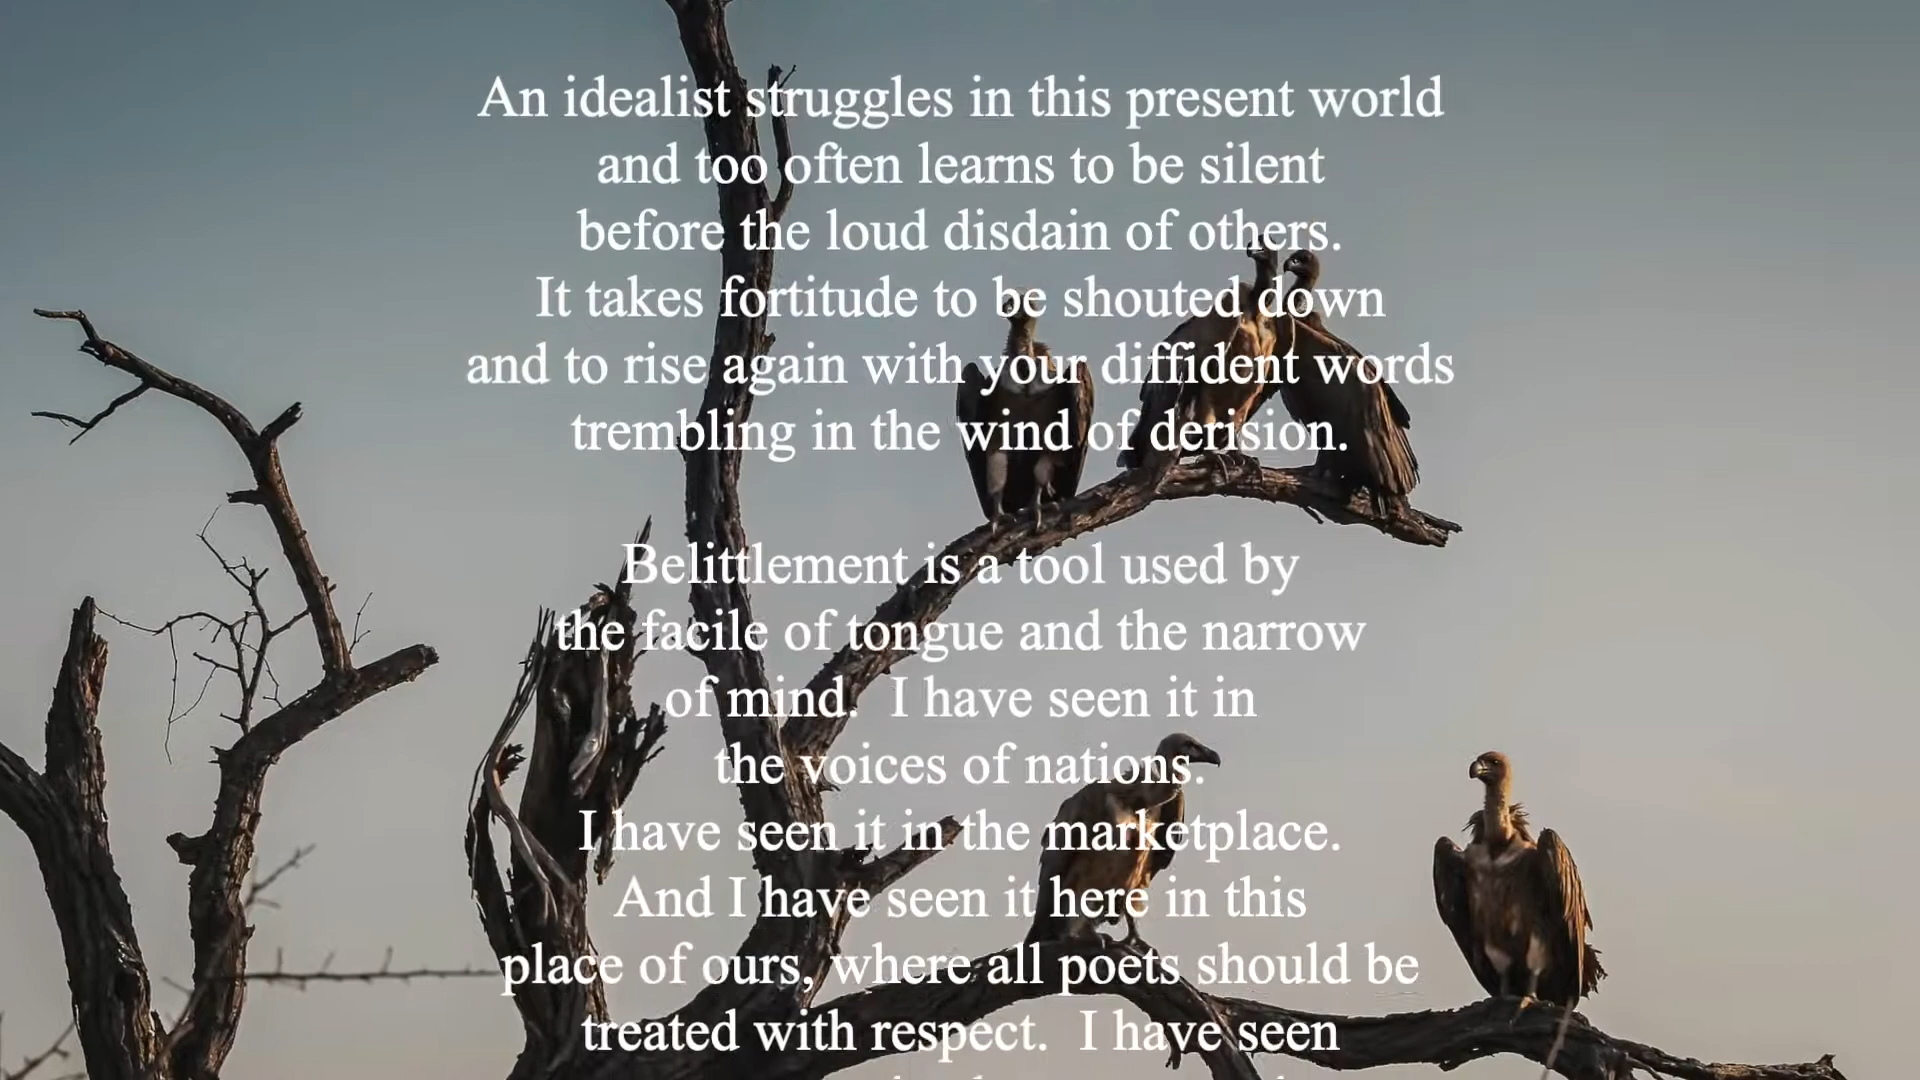 An idealist struggles in this present world
and too often learns to be silent
before the loud disdain of others.
It takes fortitude to be shouted down
and to rise again with your diffident words
trembling in the wind of derision.
Belittlement is a tool used by
the facile of tongue and the narrow
of mind.  I have seen it in
the voices of nations.
I have seen it in the marketplace.
And I have seen it here in this
place of ours, where all poets should be
treated with respect.  I have seen